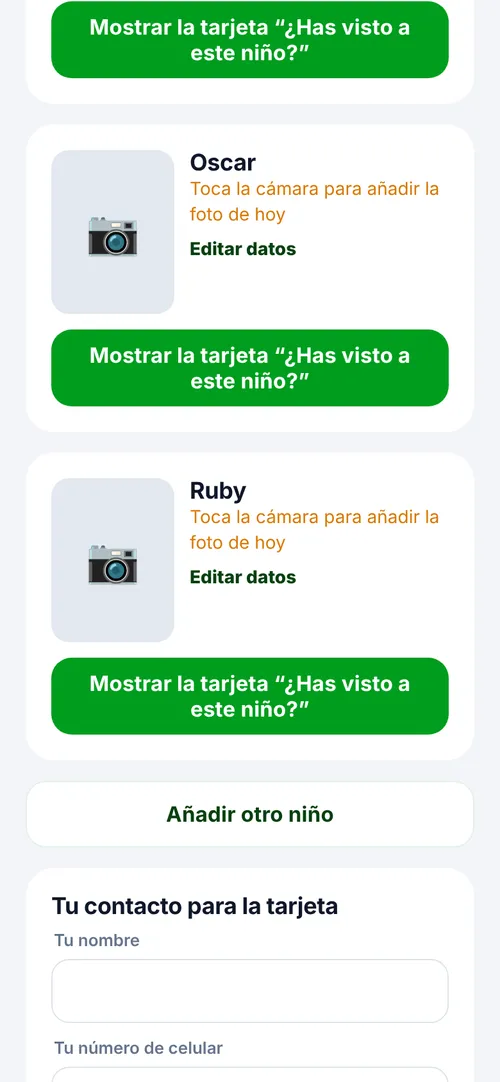 Mostrar la tarjeta “¿Has visto a
este niño?”
Oscar
Toca la cámara para añadir la
foto de hoy
Editar datos
Mostrar la tarjeta “¿Has visto a
este niño?”
Ruby
Toca la cámara para añadir la
foto de hoy
Editar datos
Mostrar la tarjeta “¿Has visto a
este niño?”
Añadir otro niño
Tu contacto para la tarjeta
Tu nombre
Tu número de celular